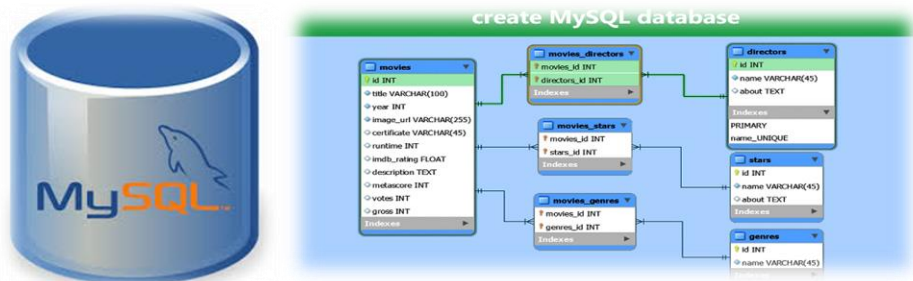 MySQL
TM
create MySQL database
movies
id INT
title VARCHAR(100)
year INT
image_url VARCHAR(255)
certificate VARCHAR(45)
runtime INT
imdb_rating FLOAT
description TEXT
metascore INT
votes INT
gross INT
Indexes
movies_directors
movies_id INT
directors_id INT
Indexes
movies_stars
movies_id INT
stars_id INT
Indexes
movies_genres
movies_id INT
genres_id INT
Indexes
directors
id INT
name VARCHAR(45)
about TEXT
Indexes
PRIMARY
name_UNIQUE
stars
id INT
name VARCHAR(45)
about TEXT
Indexes
genres
id INT
name VARCHAR(45)